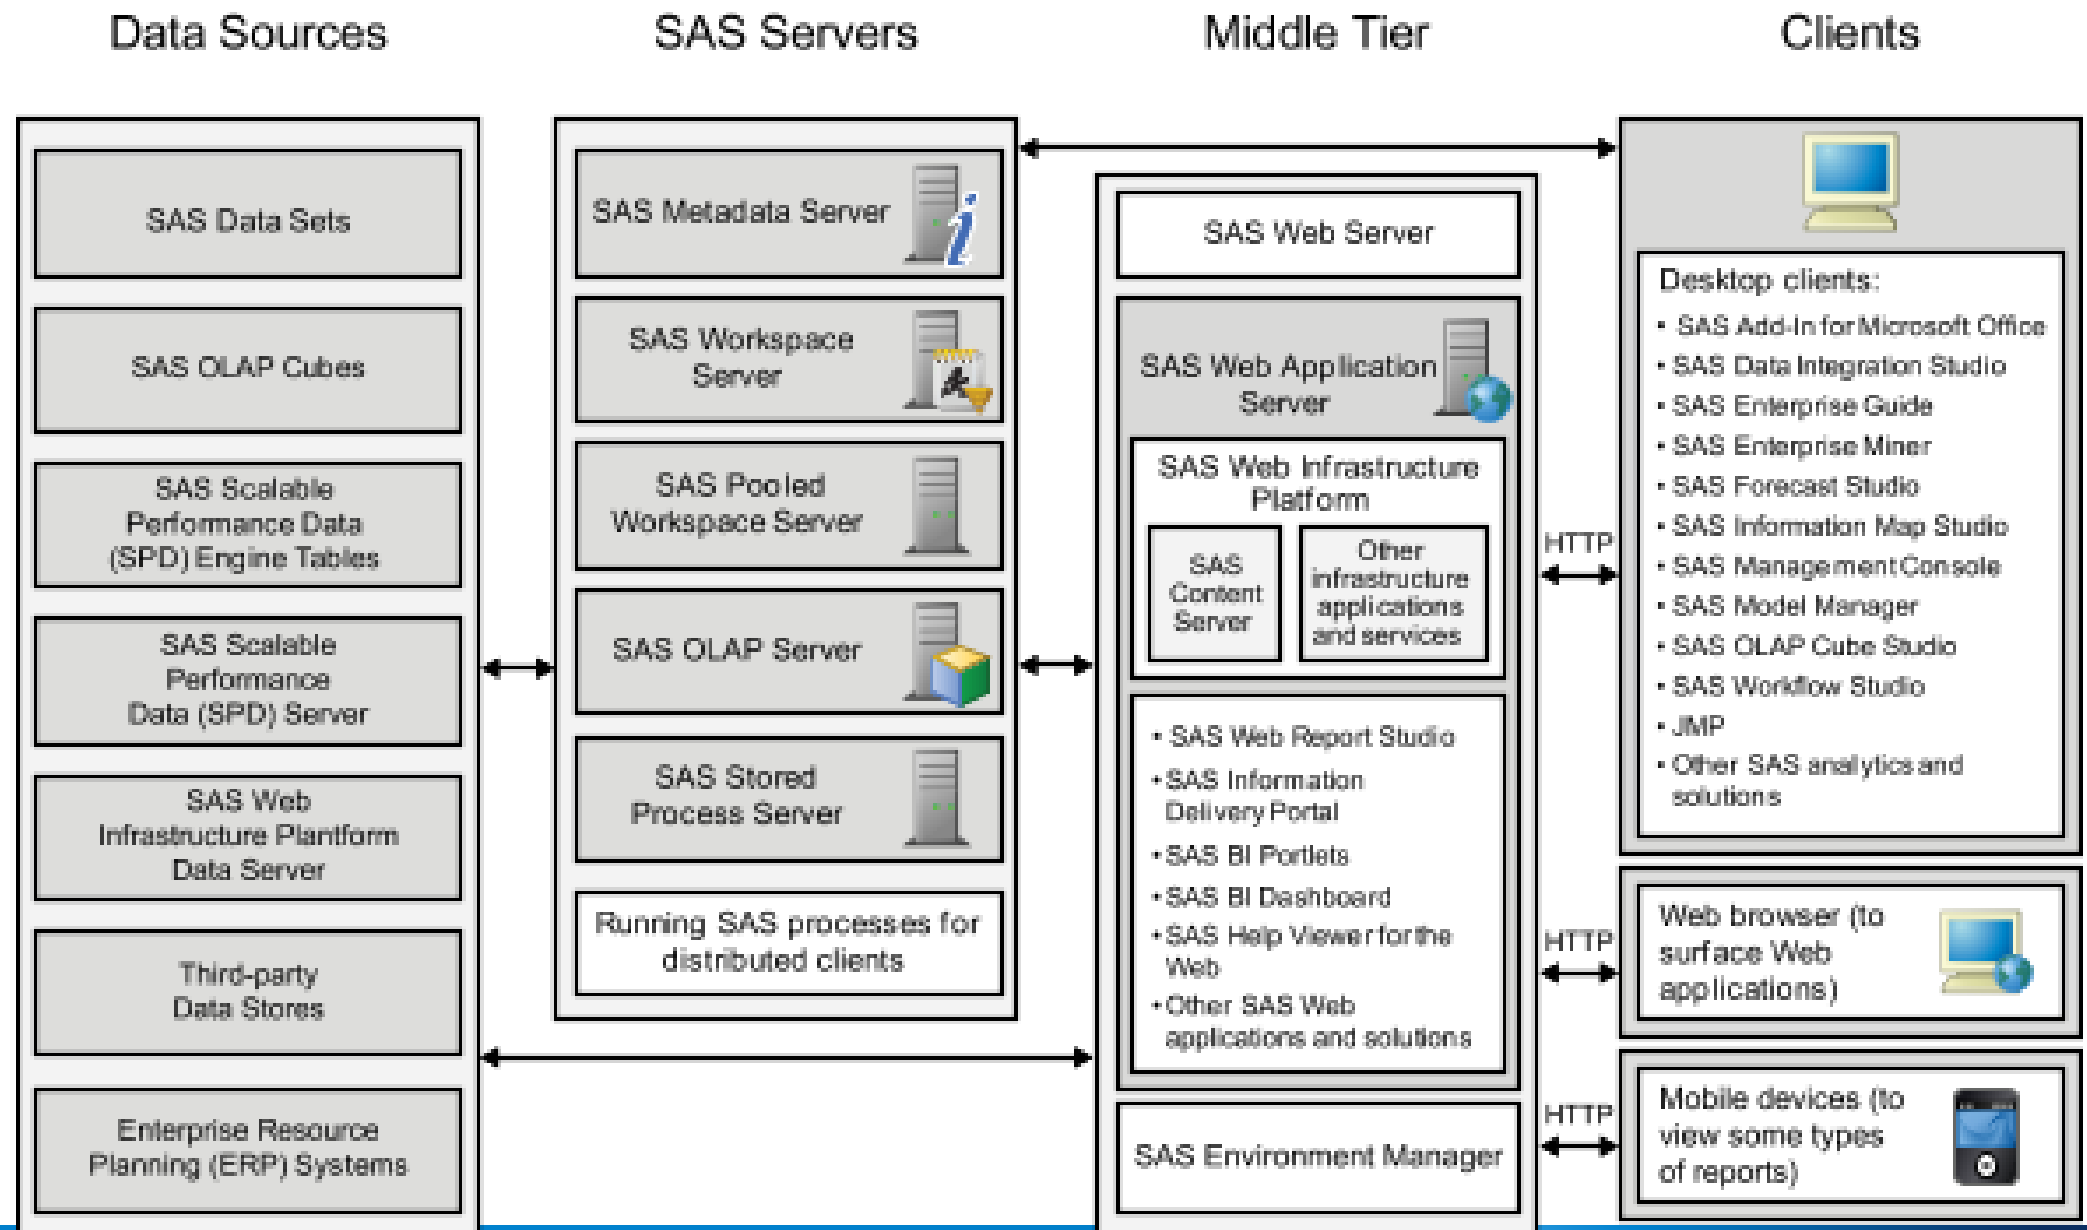 Data Sources
SAS Servers
Middle Tier
Clients
SAS Data Sets
SAS OLAP Cubes
SAS Scalable
Performance Data
(SPD) Engine Tables
SAS Scalable
Performance
Data (SPD) Server
SAS Web
Infrastructure Plantform
Data Server
Third-party
Data Stores
Enterprise Resource
Planning (ERP) Systems
SAS Metadata Server
SAS Workspace
Server
SAS Pooled
Workspace Server
SAS OLAP Server
SAS Stored
Process Server
Running SAS processes for
distributed clients
SAS Web Server
SAS Web Application
Server
SAS Web Infrastructure
Platform
SAS
Content
Server
Other
infrastructure
applications
and services
• SAS Web Report Studio
• SAS Information
Delivery Portal
• SAS BI Portlets
• SAS BI Dashboard
• SAS Help Viewer for the
Web
• Other SAS Web
applications and solutions
SAS Environment Manager
HTTP
HTTP
HTTP
Desktop clients:
• SAS Add-In for Microsoft Office
• SAS Data Integration Studio
• SAS Enterprise Guide
• SAS Enterprise Miner
• SAS Forecast Studio
• SAS Information Map Studio
• SAS Management Console
• SAS Model Manager
• SAS OLAP Cube Studio
• SAS Workflow Studio
• JMP
• Other SAS analytics and
solutions
Web browser (to
surface Web
applications)
Mobile devices (to
view some types
of reports)